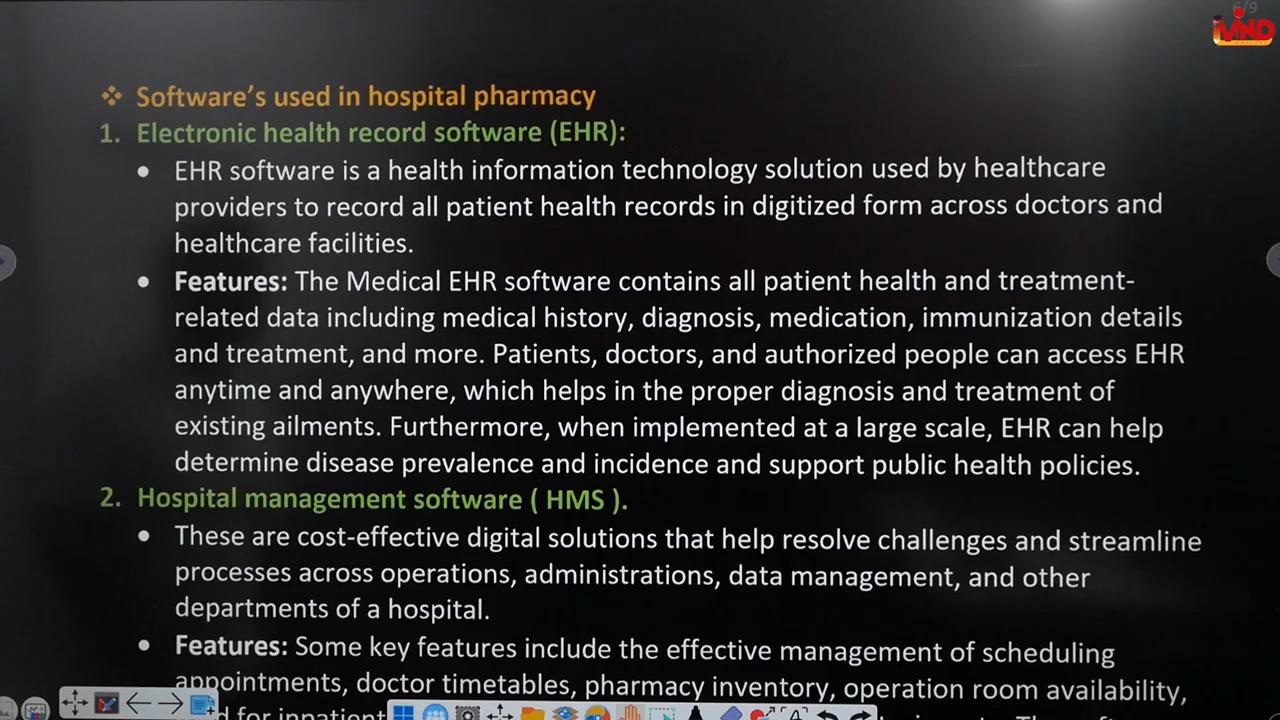 6/9
MIND
❖ Software’s used in hospital pharmacy
1. Electronic health record software (EHR):
• EHR software is a health information technology solution used by healthcare
providers to record all patient health records in digitized form across doctors and
healthcare facilities.
• Features: The Medical EHR software contains all patient health and treatment-
related data including medical history, diagnosis, medication, immunization details
and treatment, and more. Patients, doctors, and authorized people can access EHR
anytime and anywhere, which helps in the proper diagnosis and treatment of
existing ailments. Furthermore, when implemented at a large scale, EHR can help
determine disease prevalence and incidence and support public health policies.
2. Hospital management software ( HMS ).
• These are cost-effective digital solutions that help resolve challenges and streamline
processes across operations, administrations, data management, and other
departments of a hospital.
• Features: Some key features include the effective management of scheduling
appointments, doctor timetables, pharmacy inventory, operation room availability,
for inpatient